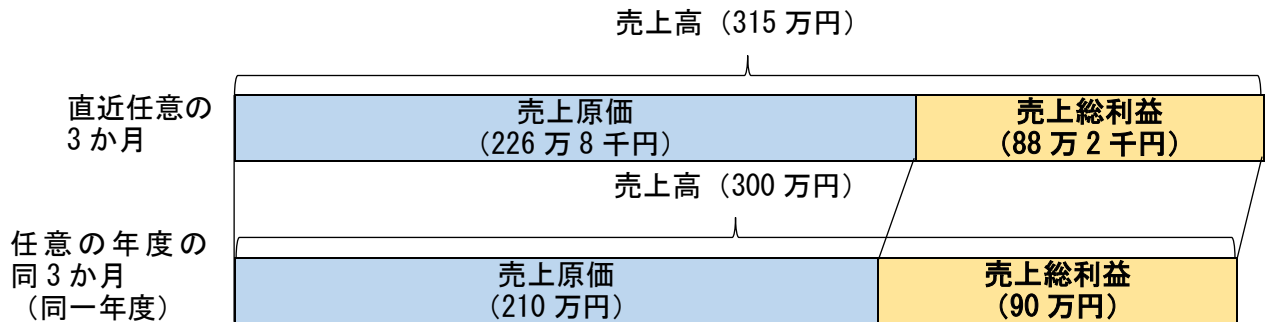 売上高（315 万円）
直近任意の
3 か月
売上原価
（226 万 8 千円）
売上総利益
（88 万 2 千円）
売上高（300 万円）
任意の年度の
同 3 か月
（同一年度）
売上原価
（210 万円）
売上総利益
（90 万円）